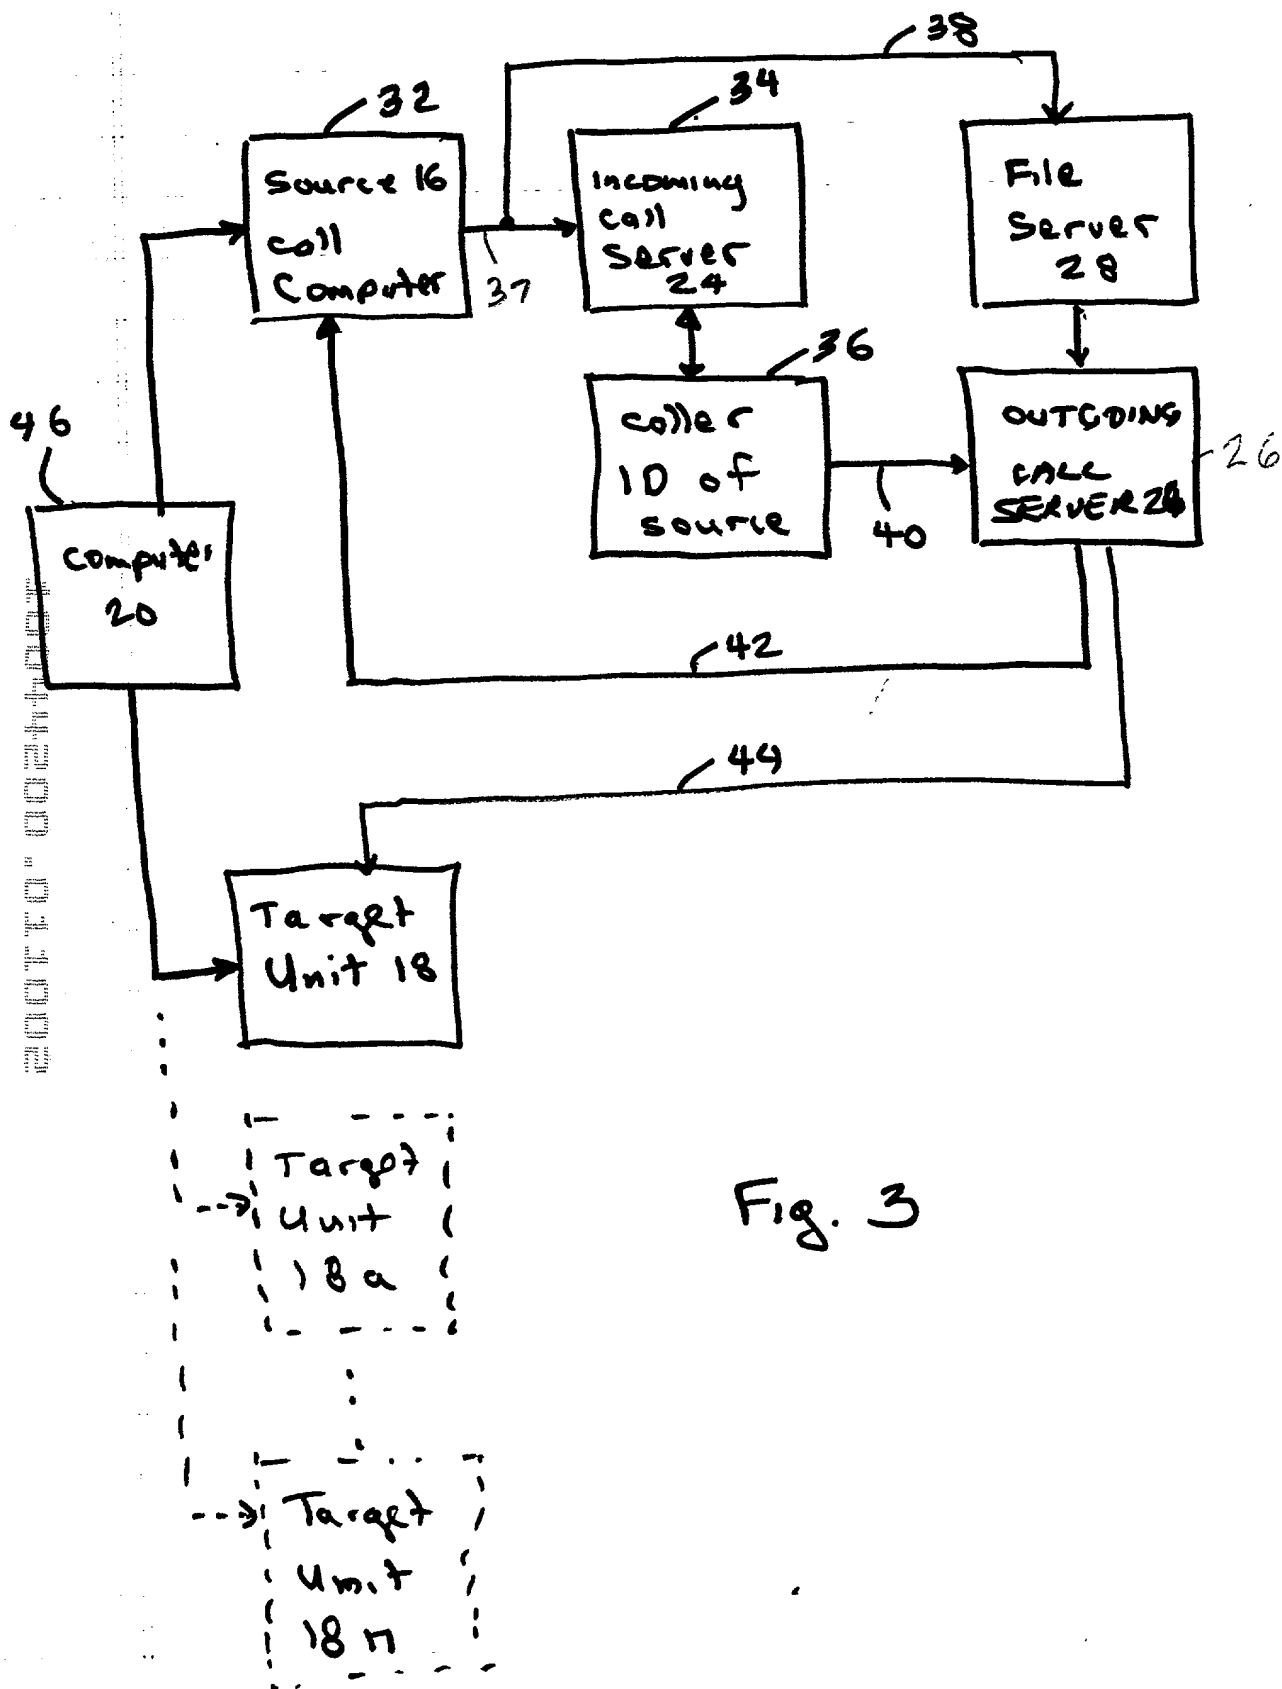 38
32
34
Source 16
call
Computer
37
incoming
call
Server
24
File
Server
28
36
caller
ID of
source
40
OUTGOING
CALL
SERVER 26
26
46
computer
20
42
44
Target
Unit 18
Target
Unit
18a
Fig. 3
Target
Unit
18n